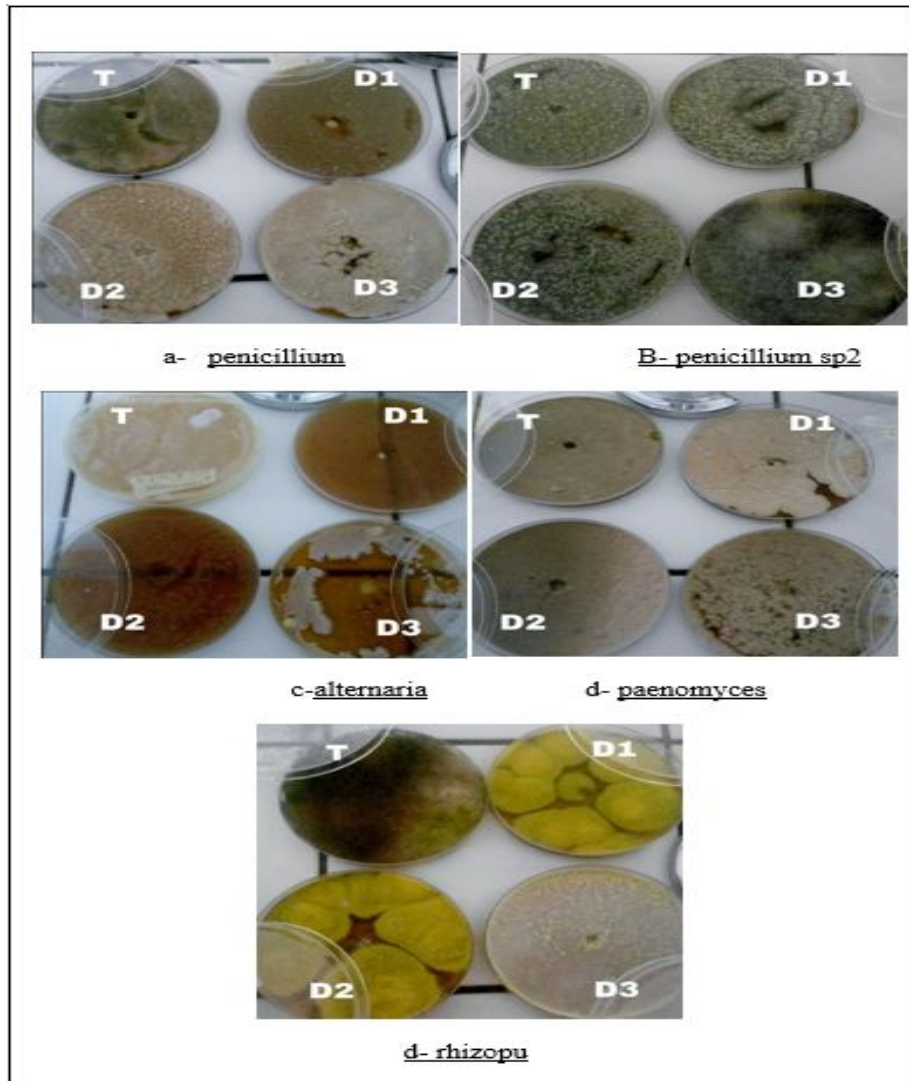 T D1
D2 D3
T D1
D2 D3
a- penicillium
B- penicillium sp2
T D1
D2 D3
T D1
D2 D3
c-alternaria
d- paenomyces
T D1
D2 D3
d- rhizopu